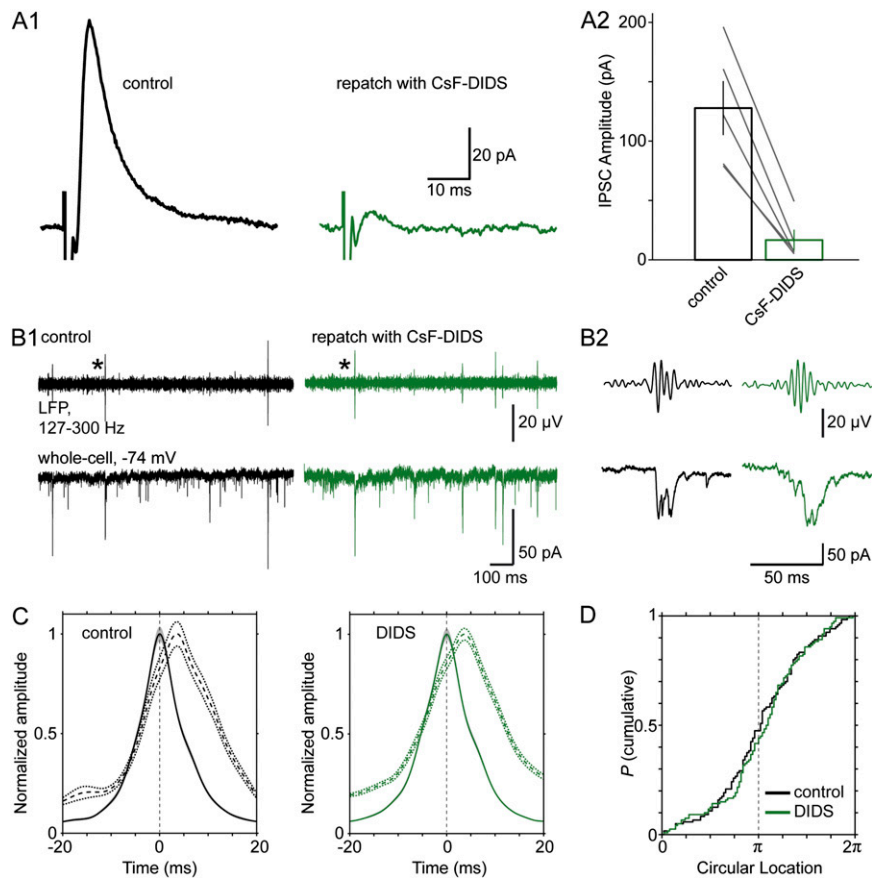 A1
control
repatch with CsF-DIDS
20 pA
10 ms
A2
IPSC Amplitude (pA)
200
100
0
control
CsF-DIDS
B1
control
repatch with CsF-DIDS
*
*
LFP,
127-300 Hz
20 µV
whole-cell, -74 mV
50 pA
100 ms
B2
20 µV
50 pA
50 ms
C
control
Normalized amplitude
1
0.5
0
-20
0
20
Time (ms)
DIDS
Normalized amplitude
1
0.5
0
-20
0
20
Time (ms)
D
P (cumulative)
1
0.5
0
control
DIDS
0
π
2π
Circular Location